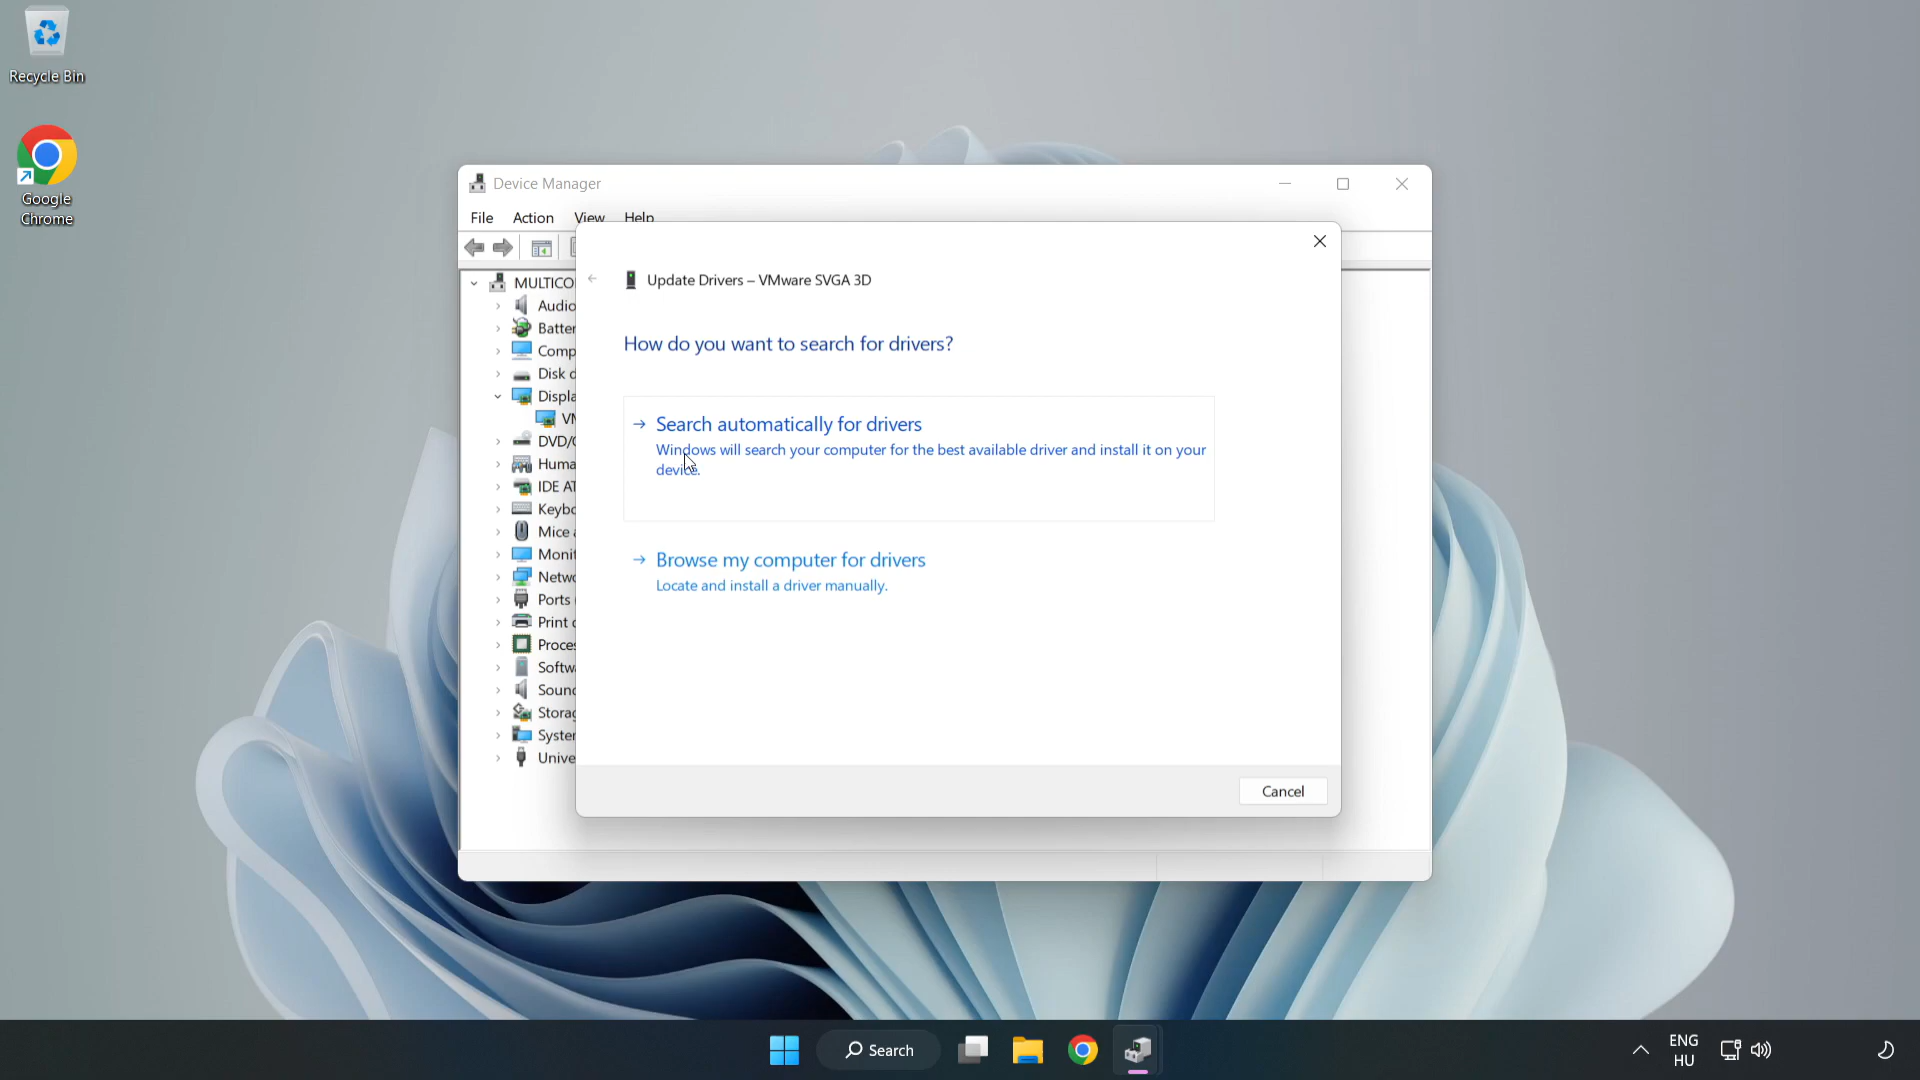 Recycle Bin
Google
Chrome
Device Manager
File Action View Help
Update Drivers – VMware SVGA 3D
How do you want to search for drivers?
Search automatically for drivers
Windows will search your computer for the best available driver and install it on your
device.
Browse my computer for drivers
Locate and install a driver manually.
Cancel
MULTICO
Audio
Batter
Comp
Disk d
Displa
VM
DVD/C
Huma
IDE AT
Keybo
Mice a
Monit
Netwo
Ports (
Print q
Proces
Softwa
Sound
Storag
System
Unive
Search
ENG
HU